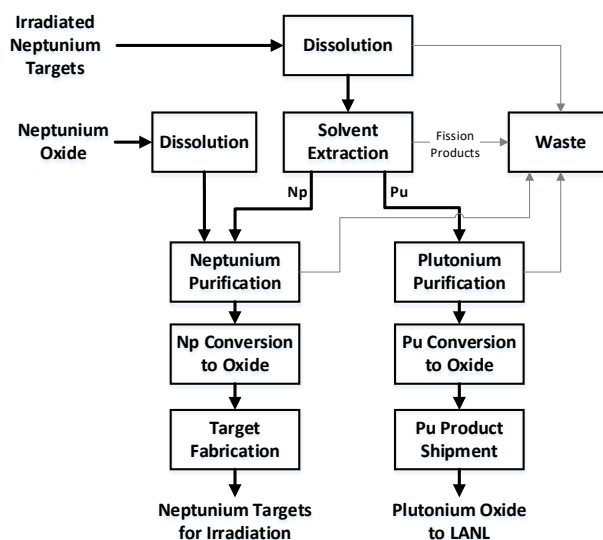 Irradiated
Neptunium
Targets
Dissolution
Neptunium
Oxide
Dissolution
Solvent
Extraction
Fission
Products
Waste
Np
Pu
Neptunium
Purification
Plutonium
Purification
Np Conversion
to Oxide
Pu Conversion
to Oxide
Target
Fabrication
Pu Product
Shipment
Neptunium Targets
for Irradiation
Plutonium Oxide
to LANL